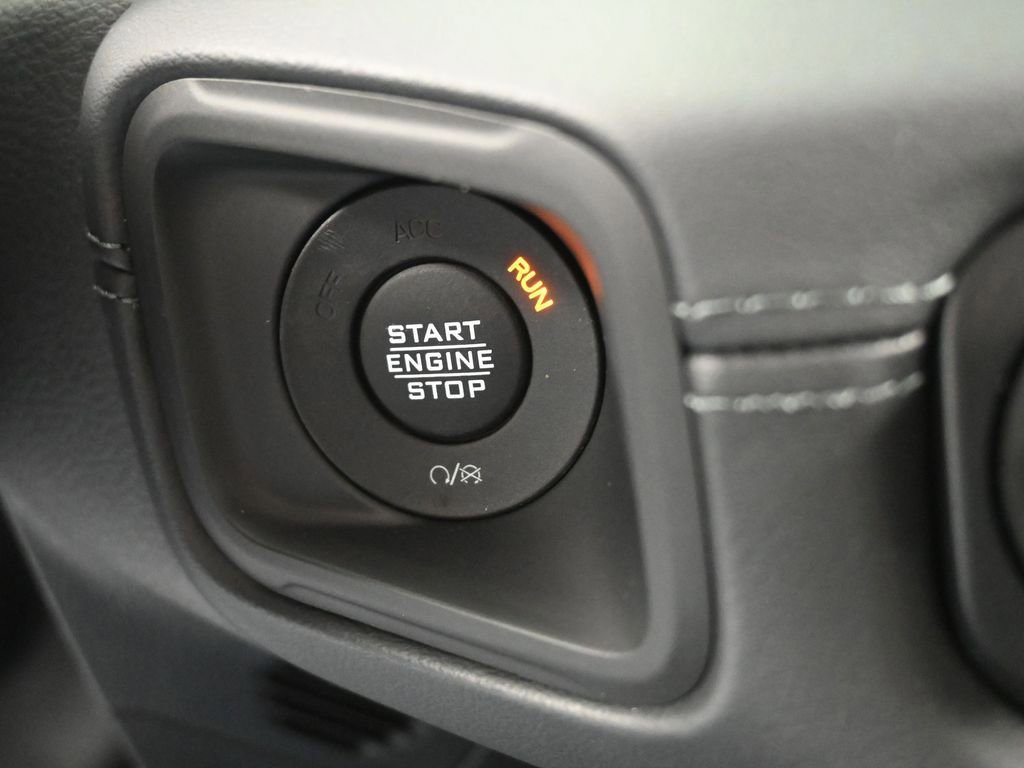 ACC
RUN
OFF
START
ENGINE
STOP